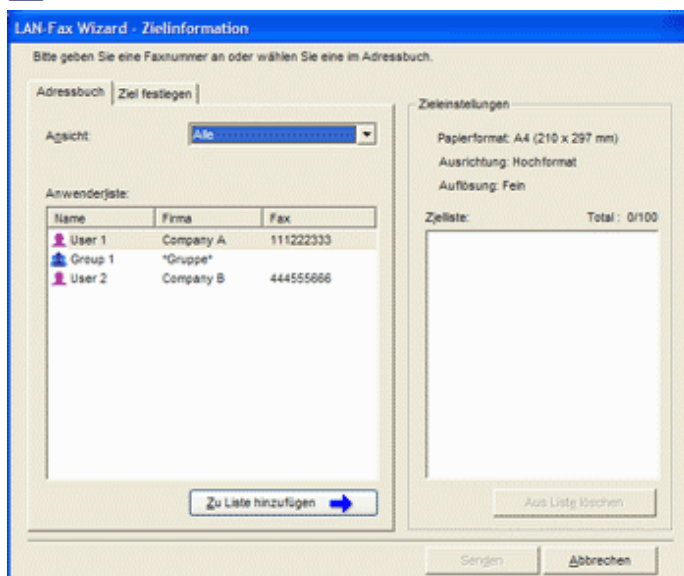 LAN-Fax Wizard - Zielinformation
Bitte geben Sie eine Faxnummer an oder wählen Sie eine im Adressbuch.
Adressbuch Ziel festlegen
Ansicht: Alle
Anwenderliste:
Name Firma Fax
User 1 Company A 111222333
Group 1 *Gruppe*
User 2 Company B 444555666
Zu Liste hinzufügen
Zieleinstellungen
Papierformat: A4 (210 x 297 mm)
Ausrichtung: Hochformat
Auflösung: Fein
Zielliste: Total : 0/100
Aus Liste löschen
Senden Abbrechen